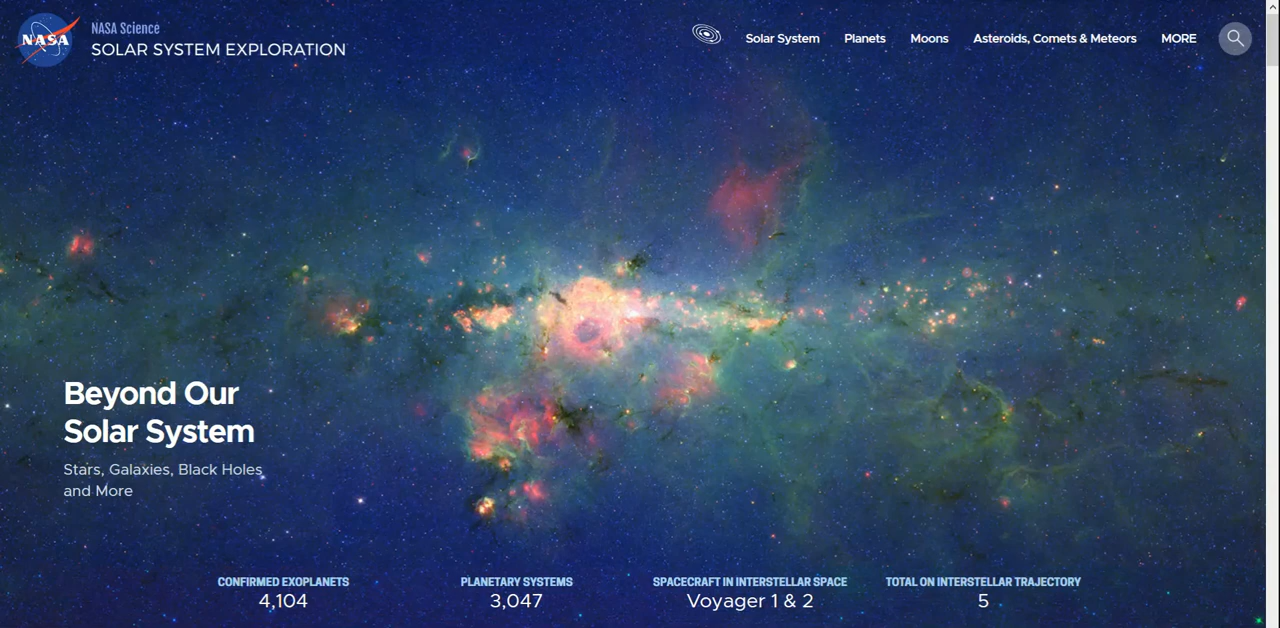 NASA
NASA Science
SOLAR SYSTEM EXPLORATION
Solar System
Planets
Moons
Asteroids, Comets & Meteors
MORE
Beyond Our
Solar System
Stars, Galaxies, Black Holes
and More
CONFIRMED EXOPLANETS
4,104
PLANETARY SYSTEMS
3,047
SPACECRAFT IN INTERSTELLAR SPACE
Voyager 1 & 2
TOTAL ON INTERSTELLAR TRAJECTORY
5